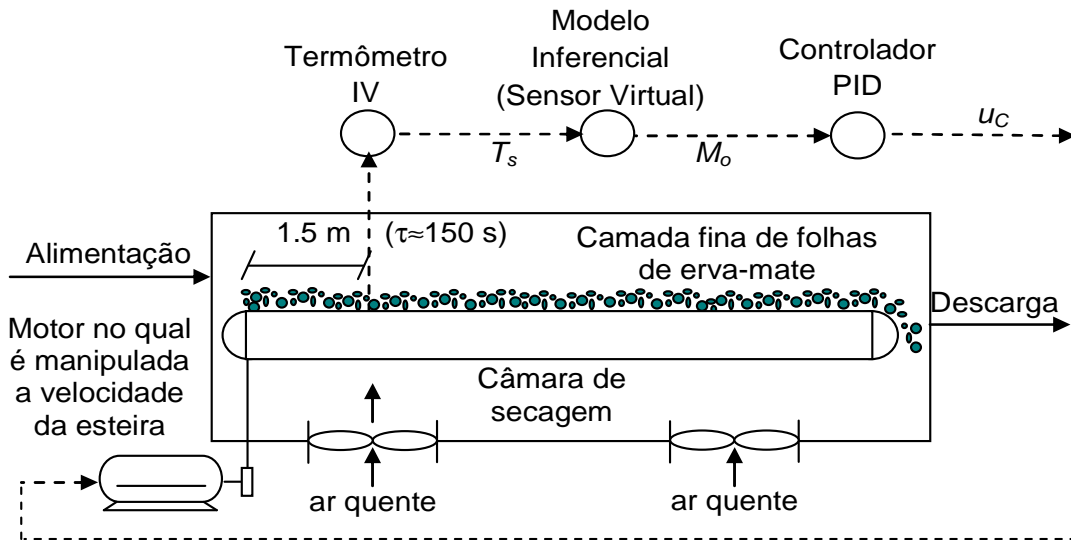 Modelo
Inferencial
(Sensor Virtual)
Termômetro
IV
Controlador
PID
T_s
M_o
u_C
1.5 m
(τ≈150 s)
Alimentação
Camada fina de folhas
de erva-mate
Descarga
Motor no qual
é manipulada
a velocidade
da esteira
Câmara de
secagem
ar quente
ar quente